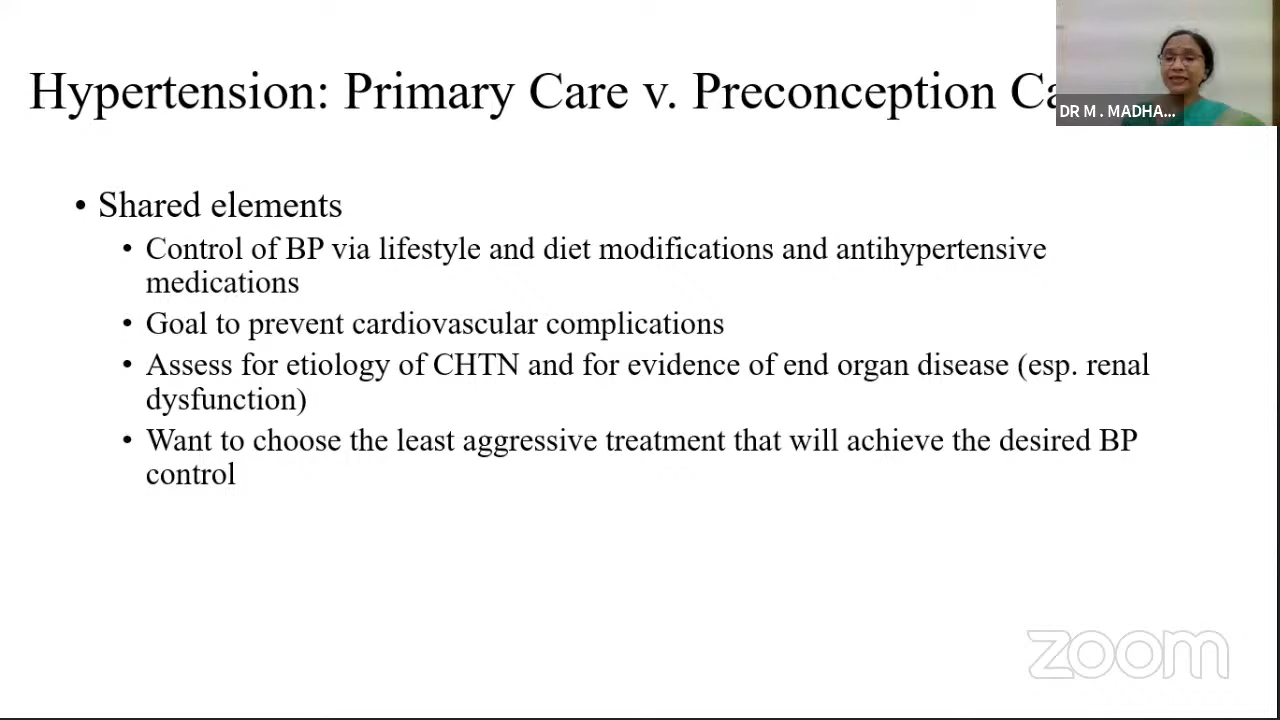 Hypertension: Primary Care v. Preconception Ca
DR M . MADHA...
• Shared elements
• Control of BP via lifestyle and diet modifications and antihypertensive
medications
• Goal to prevent cardiovascular complications
• Assess for etiology of CHTN and for evidence of end organ disease (esp. renal
dysfunction)
• Want to choose the least aggressive treatment that will achieve the desired BP
control
zoom